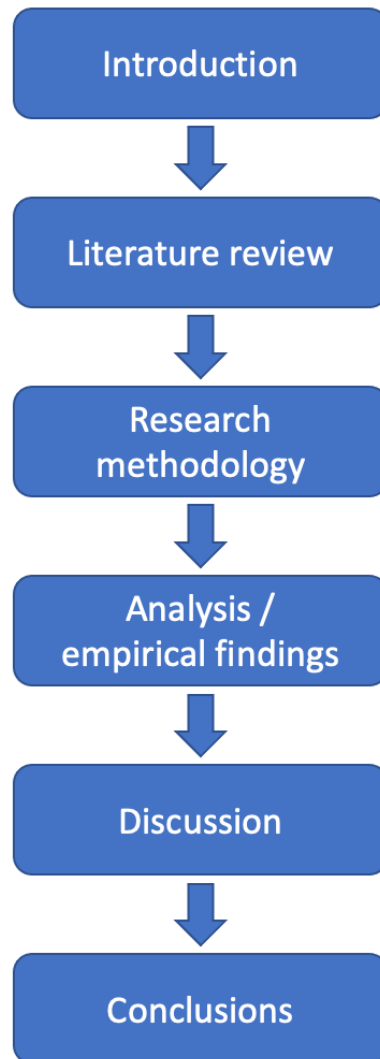 Introduction
Literature review
Research
methodology
Analysis /
empirical findings
Discussion
Conclusions